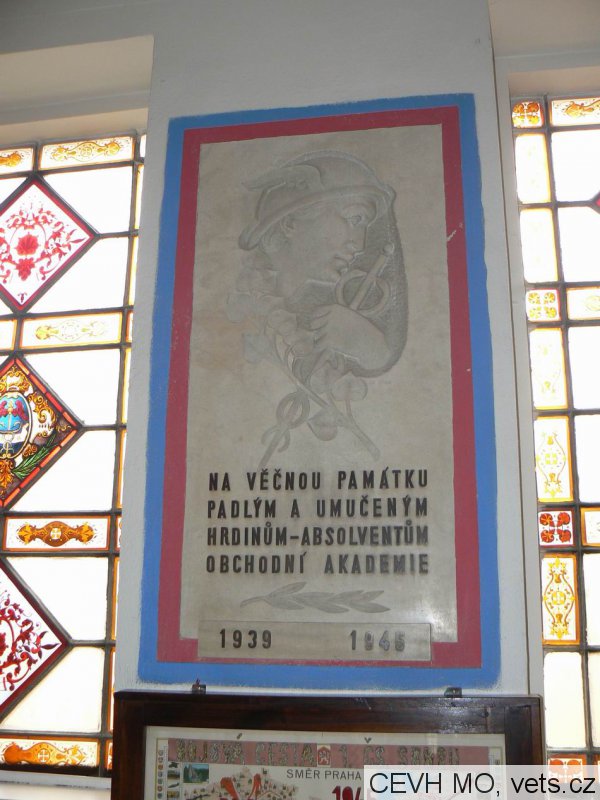 NA VĚČNOU PAMÁTKU
PADLÝM A UMUČENÝM
HRDINŮM-ABSOLVENTŮM
OBCHODNÍ AKADEMIE
1939 1945
SMĚR PRAHA
CEVH MO, vets.cz